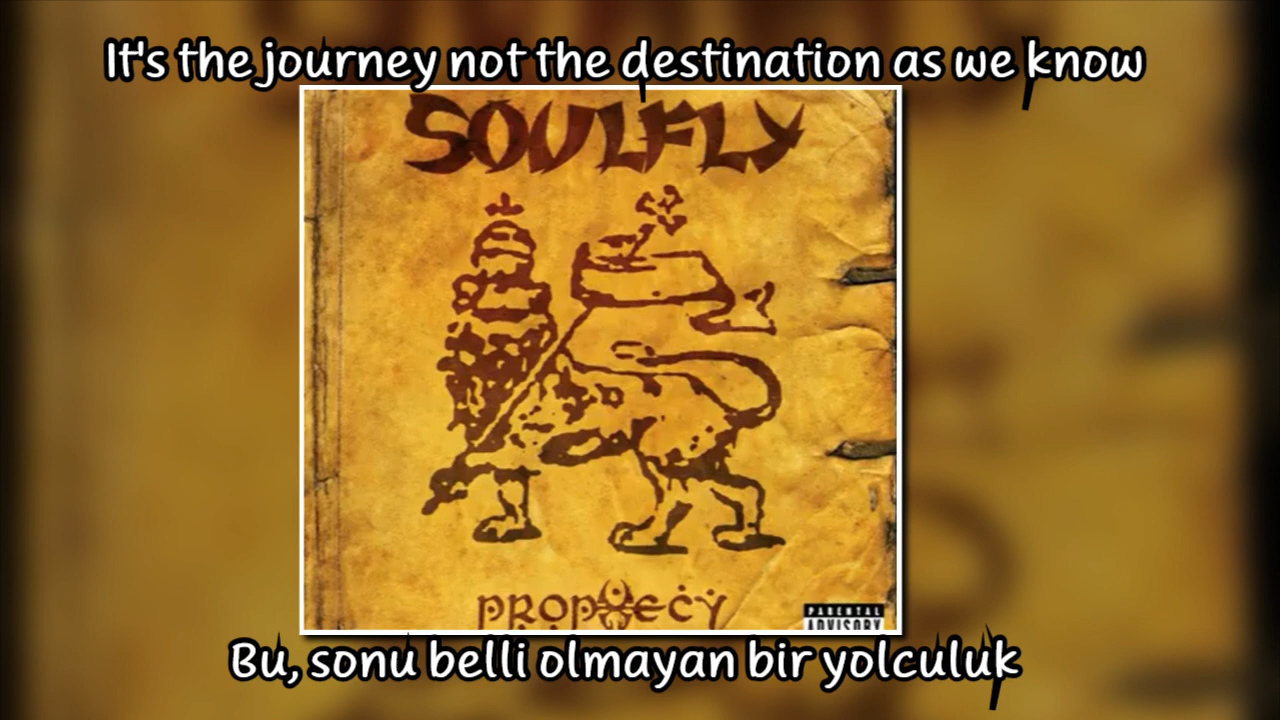 It's the journey not the destination as we know
SOULFLY
PROPHECY
PARENTAL
ADVISORY
Bu, sonu belli olmayan bir yolculuk